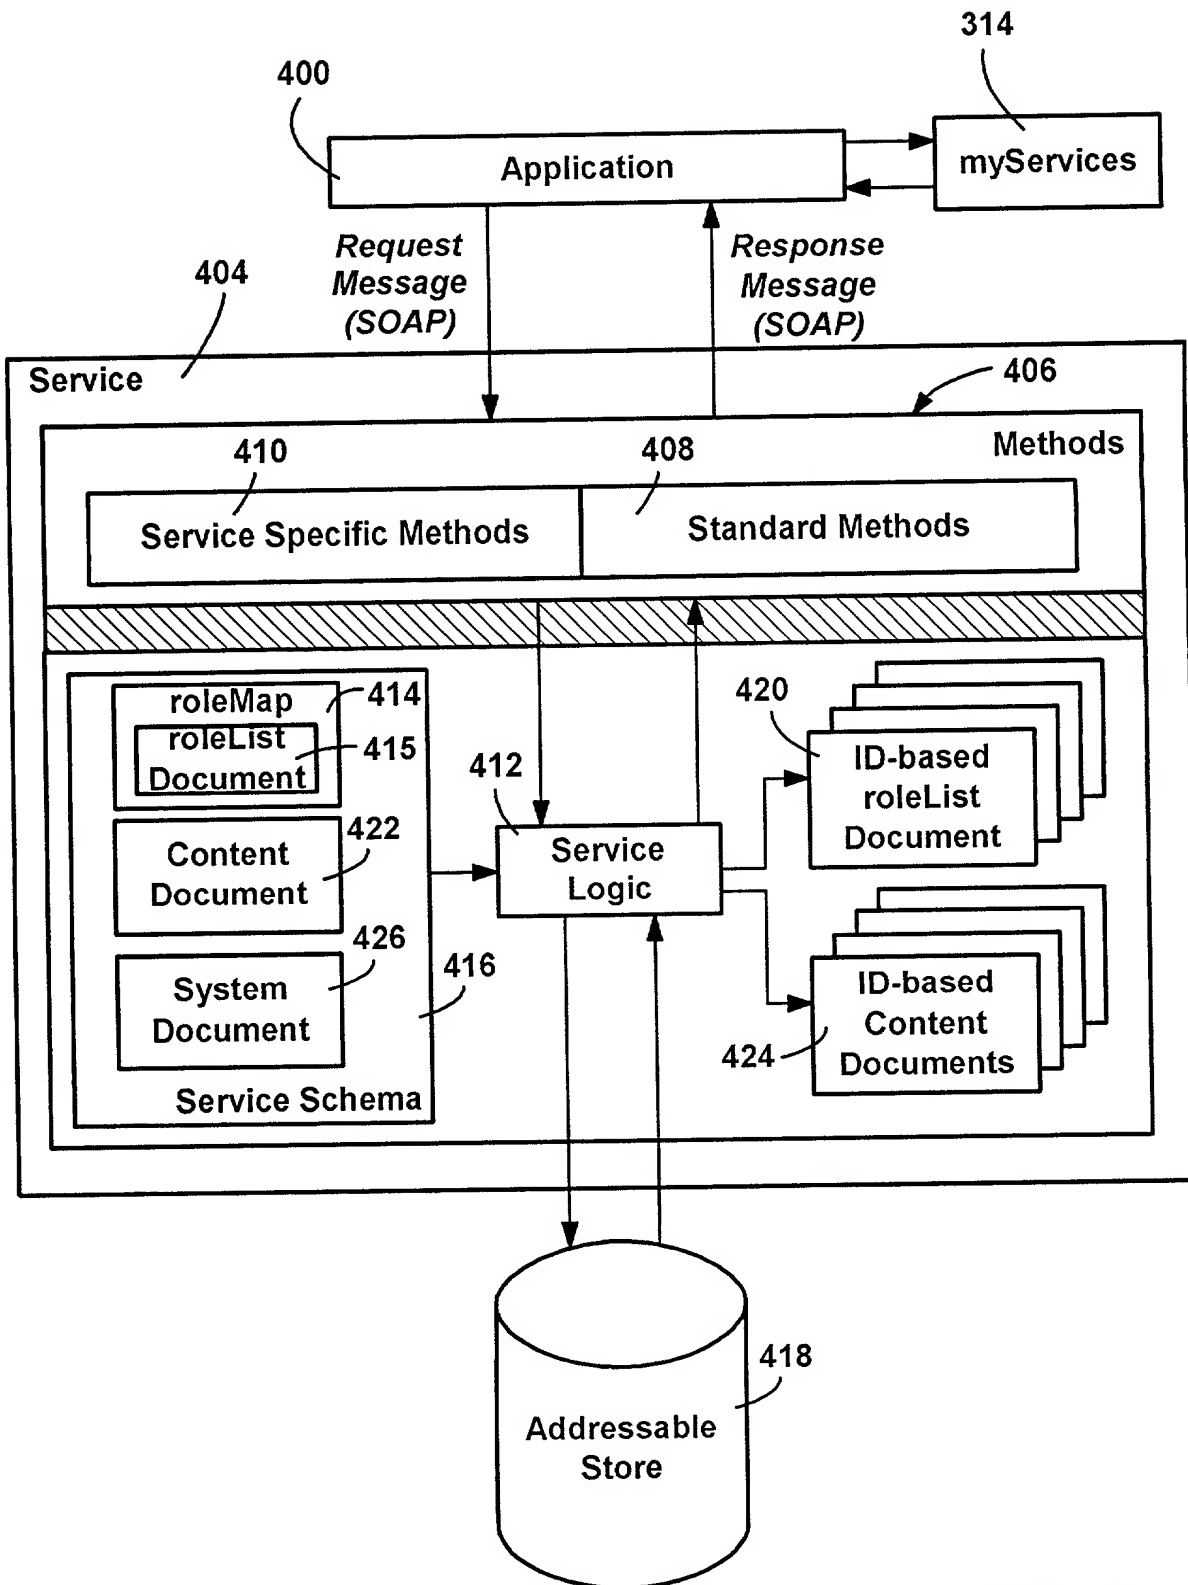 314
400
Application
myServices
Request
Message
(SOAP)
Response
Message
(SOAP)
404
Service
406
Methods
410
408
Service Specific Methods
Standard Methods
roleMap
414
roleList
Document
415
Content
Document
422
System
Document
426
416
Service Schema
412
Service
Logic
420
ID-based
roleList
Document
ID-based
Content
Documents
424
418
Addressable
Store